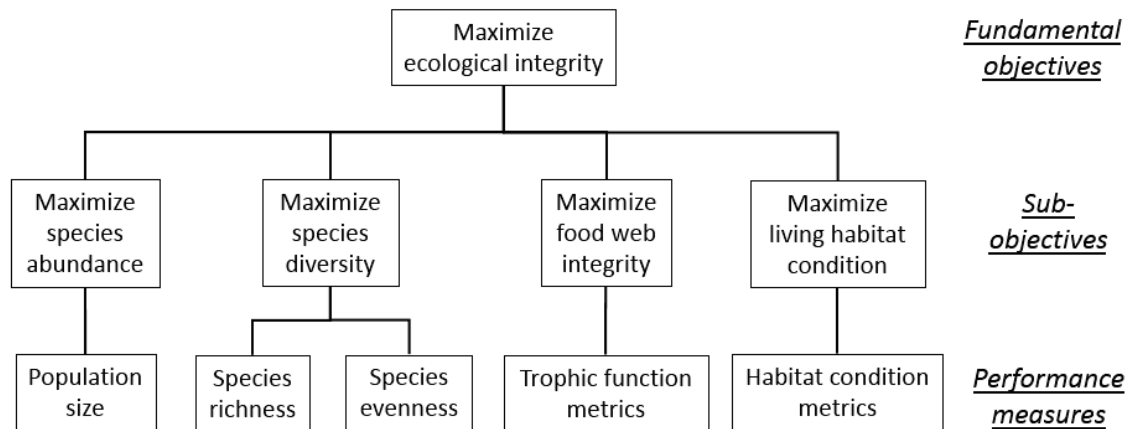 Maximize
ecological integrity
Fundamental
objectives
Maximize
species
abundance
Maximize
species
diversity
Maximize
food web
integrity
Maximize
living habitat
condition
Sub-
objectives
Population
size
Species
richness
Species
evenness
Trophic function
metrics
Habitat condition
metrics
Performance
measures